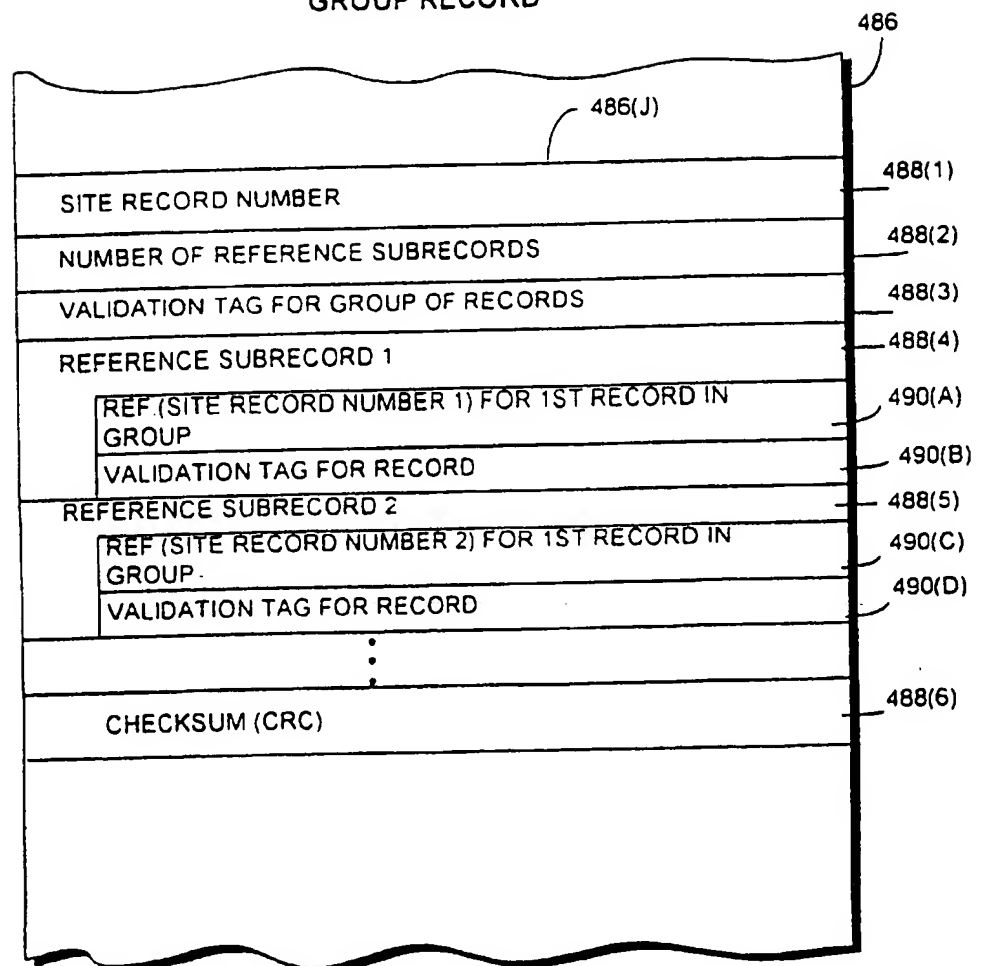 GROUP RECORD
486
486(J)
SITE RECORD NUMBER
488(1)
NUMBER OF REFERENCE SUBRECORDS
488(2)
VALIDATION TAG FOR GROUP OF RECORDS
488(3)
REFERENCE SUBRECORD 1
488(4)
REF.(SITE RECORD NUMBER 1) FOR 1ST RECORD IN
GROUP
490(A)
VALIDATION TAG FOR RECORD
490(B)
REFERENCE SUBRECORD 2
488(5)
REF (SITE RECORD NUMBER 2) FOR 1ST RECORD IN
GROUP
490(C)
VALIDATION TAG FOR RECORD
490(D)
CHECKSUM (CRC)
488(6)